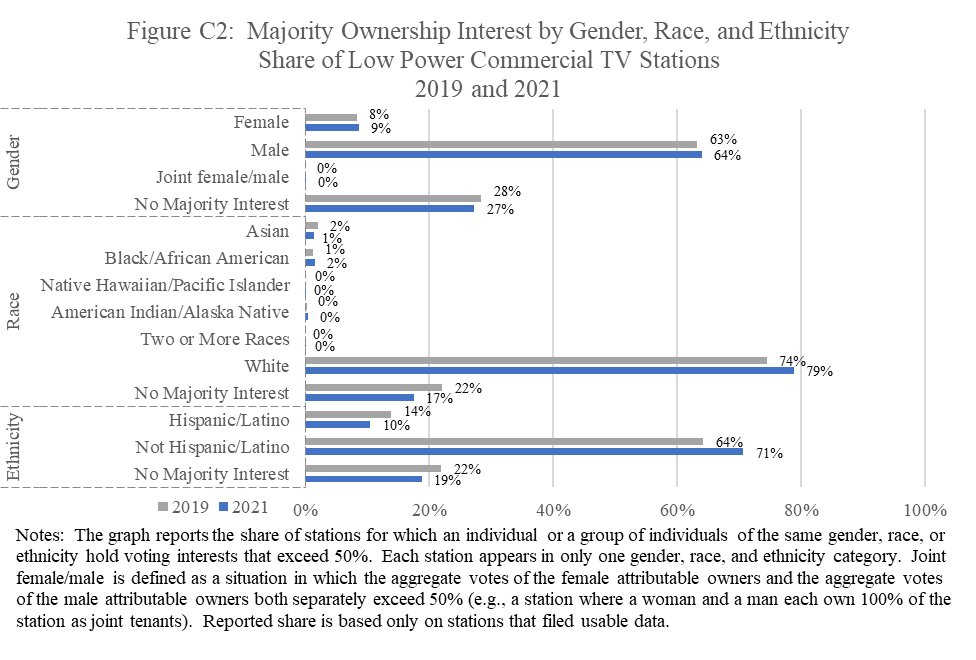 Figure C2: Majority Ownership Interest by Gender, Race, and Ethnicity
Share of Low Power Commercial TV Stations
2019 and 2021
Gender
Female
8%
9%
Male
63%
64%
Joint female/male
0%
0%
No Majority Interest
28%
27%
Race
Asian
2%
1%
Black/African American
1%
2%
Native Hawaiian/Pacific Islander
0%
0%
American Indian/Alaska Native
0%
0%
Two or More Races
0%
0%
White
74%
79%
No Majority Interest
22%
17%
Ethnicity
Hispanic/Latino
14%
10%
Not Hispanic/Latino
64%
71%
No Majority Interest
22%
19%
2019 2021
0% 20% 40% 60% 80% 100%
Notes: The graph reports the share of stations for which an individual or a group of individuals of the same gender, race, or
ethnicity hold voting interests that exceed 50%. Each station appears in only one gender, race, and ethnicity category. Joint
female/male is defined as a situation in which the aggregate votes of the female attributable owners and the aggregate votes
of the male attributable owners both separately exceed 50% (e.g., a station where a woman and a man each own 100% of the
station as joint tenants). Reported share is based only on stations that filed usable data.